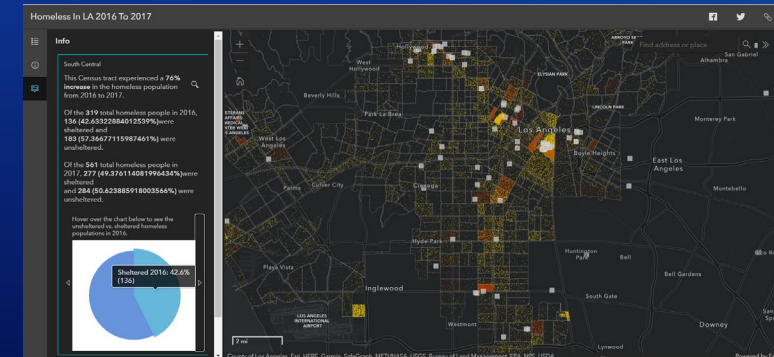 Homeless In LA 2016 To 2017
Info
South Central
This Census tract experienced a 76%
increase in the homeless population
from 2016 to 2017.
Of the 319 total homeless people in 2016,
136 (42.63322884012539%)were
sheltered and
183 (57.36677115987461%) were
unsheltered.
Of the 561 total homeless people in
2017, 277 (49.376114081996434%)were
sheltered
and 284 (50.623885918003566%) were
unsheltered.
Hover over the chart below to see the
unsheltered vs. sheltered homeless
populations in 2016.
Sheltered 2016: 42.6%
(136)
Find address or place
Hollywood
West
Hollywood
ELYSIAN PARK
San Gabriel
Alhambra
Beverly Hills
Park La Brea
LINCOLN PARK
Monterey Park
West Los
Angeles
Los Angeles
Boyle Heights
East Los
Angeles
Palms
Culver City
Cienega
Montebello
Hyde Park
Huntington
Park
Bell
Playa Vista
Bell Gardens
Inglewood
South Gate
LOS ANGELES
INTERNATIONAL
AIRPORT
Westmont
Downey
2 mi
Lynwood
County of Los Angeles, Esri, HERE, Garmin, SafeGraph, METI/NASA, USGS, Bureau of Land Management, EPA, NPS, USDA
Powered by